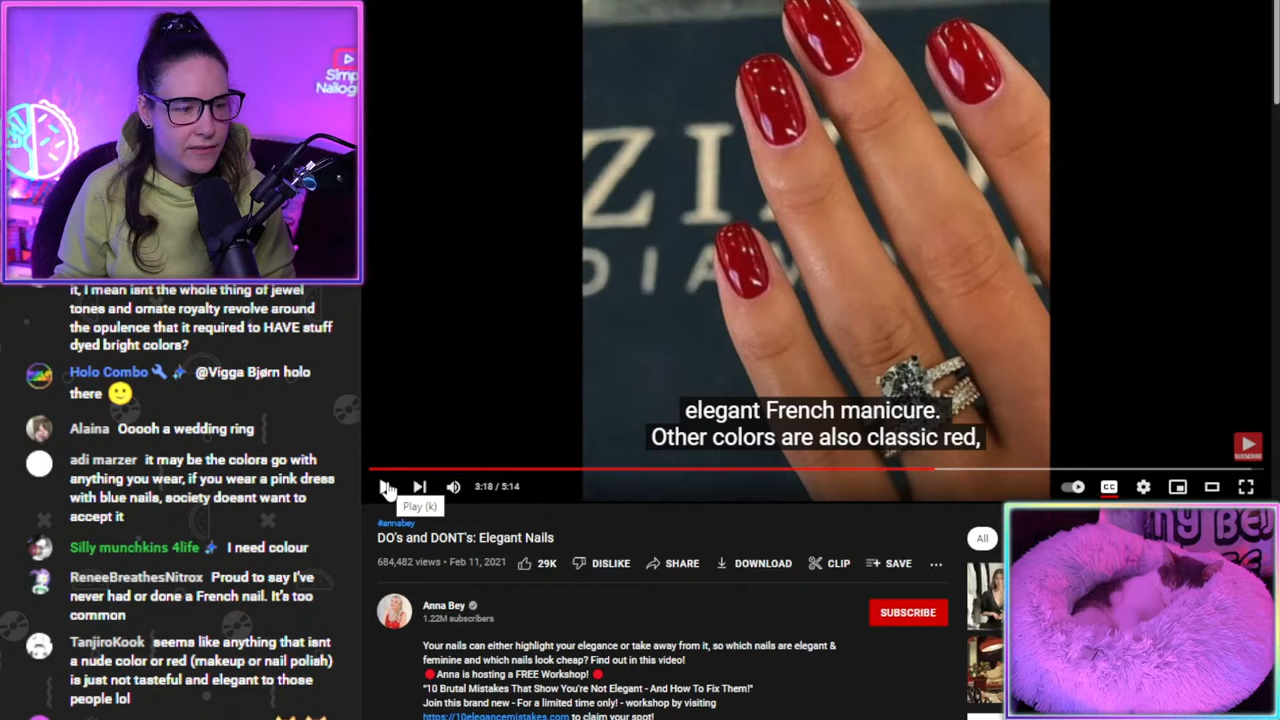 Simp
Nailog
it, I mean isnt the whole thing of jewel
tones and ornate royalty revolve around
the opulence that it required to HAVE stuff
dyed bright colors?
Holo Combo @Vigga Bjørn holo
there
Alaina Ooooh a wedding ring
adi marzer it may be the colors go with
anything you wear, if you wear a pink dress
with blue nails, society doesnt want to
accept it
Silly munchkins 4life I need colour
ReneeBreathesNitrox Proud to say I've
never had or done a French nail. It's too
common
TanjiroKook seems like anything that isnt
a nude color or red (makeup or nail polish)
is just not tasteful and elegant to those
people lol
elegant French manicure.
Other colors are also classic red,
SUBSCRIBE
3:18 / 5:14
CC
Play (k)
#annabey
DO's and DONT's: Elegant Nails
684,482 views • Feb 11, 2021
29K
DISLIKE
SHARE
DOWNLOAD
CLIP
SAVE
All
Anna Bey
1.22M subscribers
SUBSCRIBE
Your nails can either highlight your elegance or take away from it, so which nails are elegant &
feminine and which nails look cheap? Find out in this video!
Anna is hosting a FREE Workshop!
"10 Brutal Mistakes That Show You're Not Elegant - And How To Fix Them!"
Join this brand new - For a limited time only! - workshop by visiting
https://10elegancemistakes.com to claim your spot!
MY BE